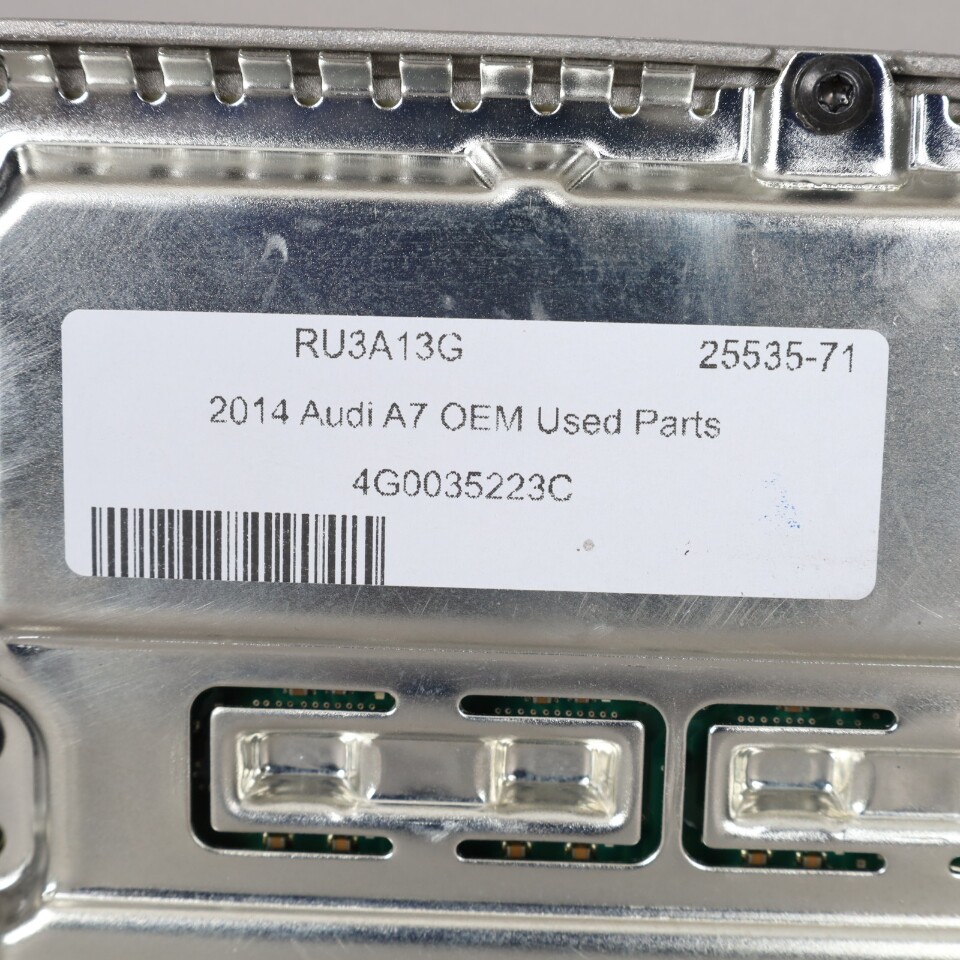 RU3A13G 25535-71
2014 Audi A7 OEM Used Parts
4G0035223C